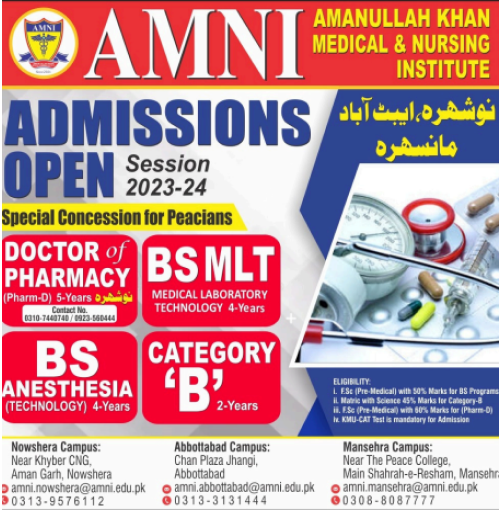 AMNI
AMNI
AMANULLAH KHAN
MEDICAL & NURSING
INSTITUTE
ADMISSIONS
OPEN Session
2023-24
نوشهره، ایبٹ آباد
مانسهره
Special Concession for Peacians
DOCTOR of
PHARMACY
(Pharm-D) 5-Years نوشهره
Contact No.
0310-7440740 / 0923-560444
BS MLT
MEDICAL LABORATORY
TECHNOLOGY 4-Years
BS
ANESTHESIA
(TECHNOLOGY) 4-Years
CATEGORY
'B'
2-Years
ELIGIBILITY:
i. F.Sc (Pre-Medical) with 50% Marks for BS Programs
ii. Matric with Science 45% Marks for Category-B
iii. F.Sc (Pre-Medical) with 60% Marks for (Pharm-D)
iv. KMU-CAT Test is mandatory for Admission
Nowshera Campus:
Near Khyber CNG,
Aman Garh, Nowshera
amni.nowshera@amni.edu.pk
0313-9576112
Abbottabad Campus:
Chan Plaza Jhangi,
Abbottabad
amni.abbottabad@amni.edu.pk
0313-3131444
Mansehra Campus:
Near The Peace College,
Main Shahrah-e-Resham, Mansehra
amni.mansehra@amni.edu.pk
0308-8087777